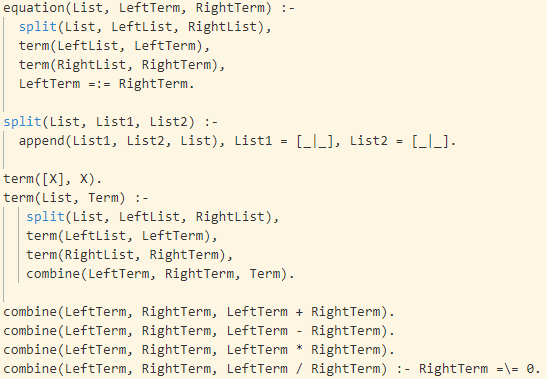 equation(List, LeftTerm, RightTerm) :-
split(List, LeftList, RightList),
term(LeftList, LeftTerm),
term(RightList, RightTerm),
LeftTerm =:= RightTerm.
split(List, List1, List2) :-
append(List1, List2, List), List1 = [_|_], List2 = [_|_].
term([X], X).
term(List, Term) :-
split(List, LeftList, RightList),
term(LeftList, LeftTerm),
term(RightList, RightTerm),
combine(LeftTerm, RightTerm, Term).
combine(LeftTerm, RightTerm, LeftTerm + RightTerm).
combine(LeftTerm, RightTerm, LeftTerm - RightTerm).
combine(LeftTerm, RightTerm, LeftTerm * RightTerm).
combine(LeftTerm, RightTerm, LeftTerm / RightTerm) :- RightTerm =\= 0.